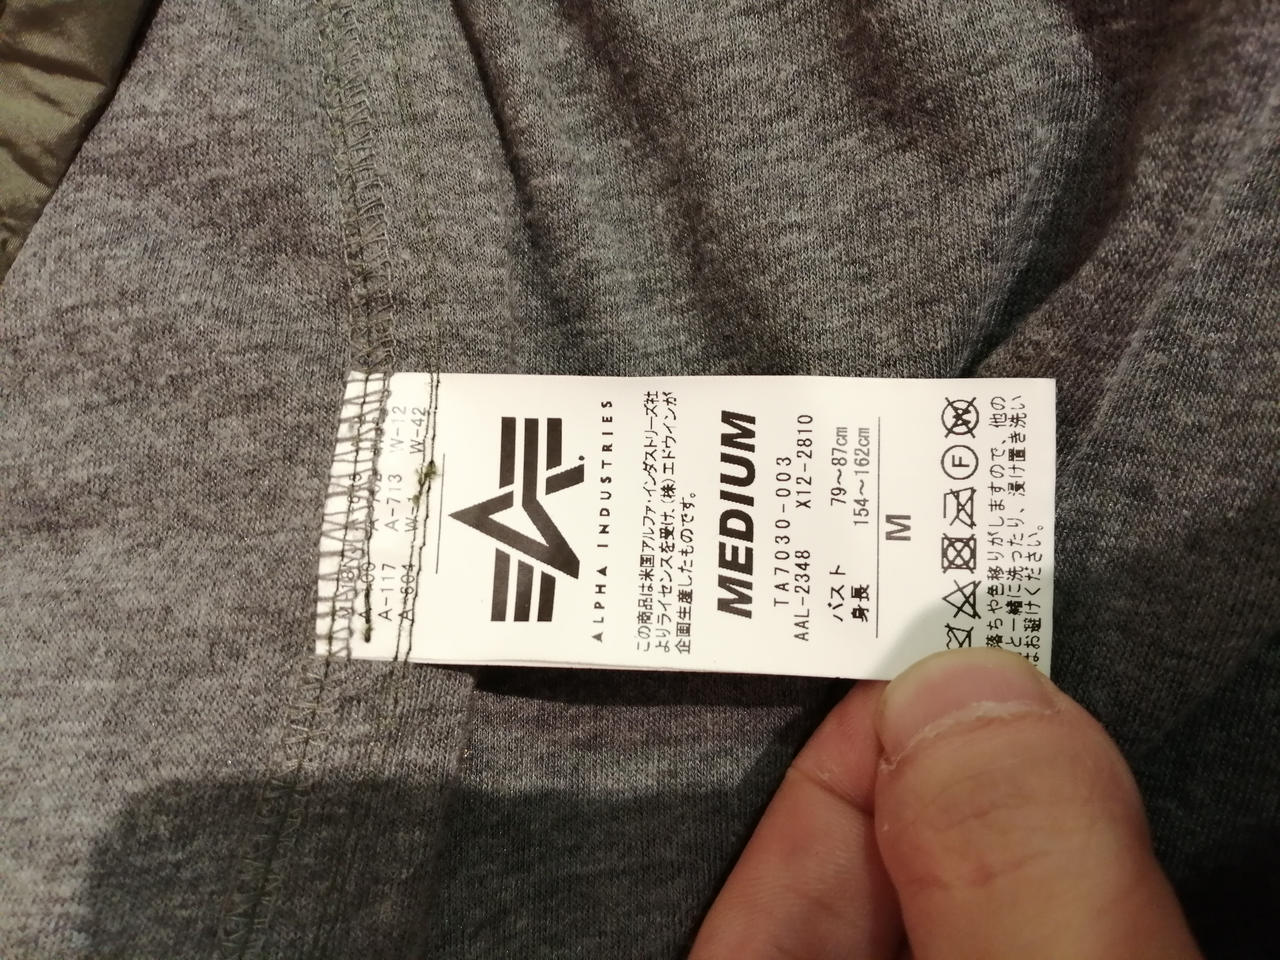 A-117 A-713 W-12
A-604 W-42
ALPHA INDUSTRIES
この商品は米国アルファ・インダストリーズ社
よりライセンスを受け、(株)エドウィンが
企画生産したものです。
MEDIUM
TA7030-003
AAL-2348 X12-2810
バスト 79～87cm
身長 154～162cm
M
F
W
落ちや色移りがしますので、他の
と一緒に洗ったり、浸け置き洗い
はお避けください。